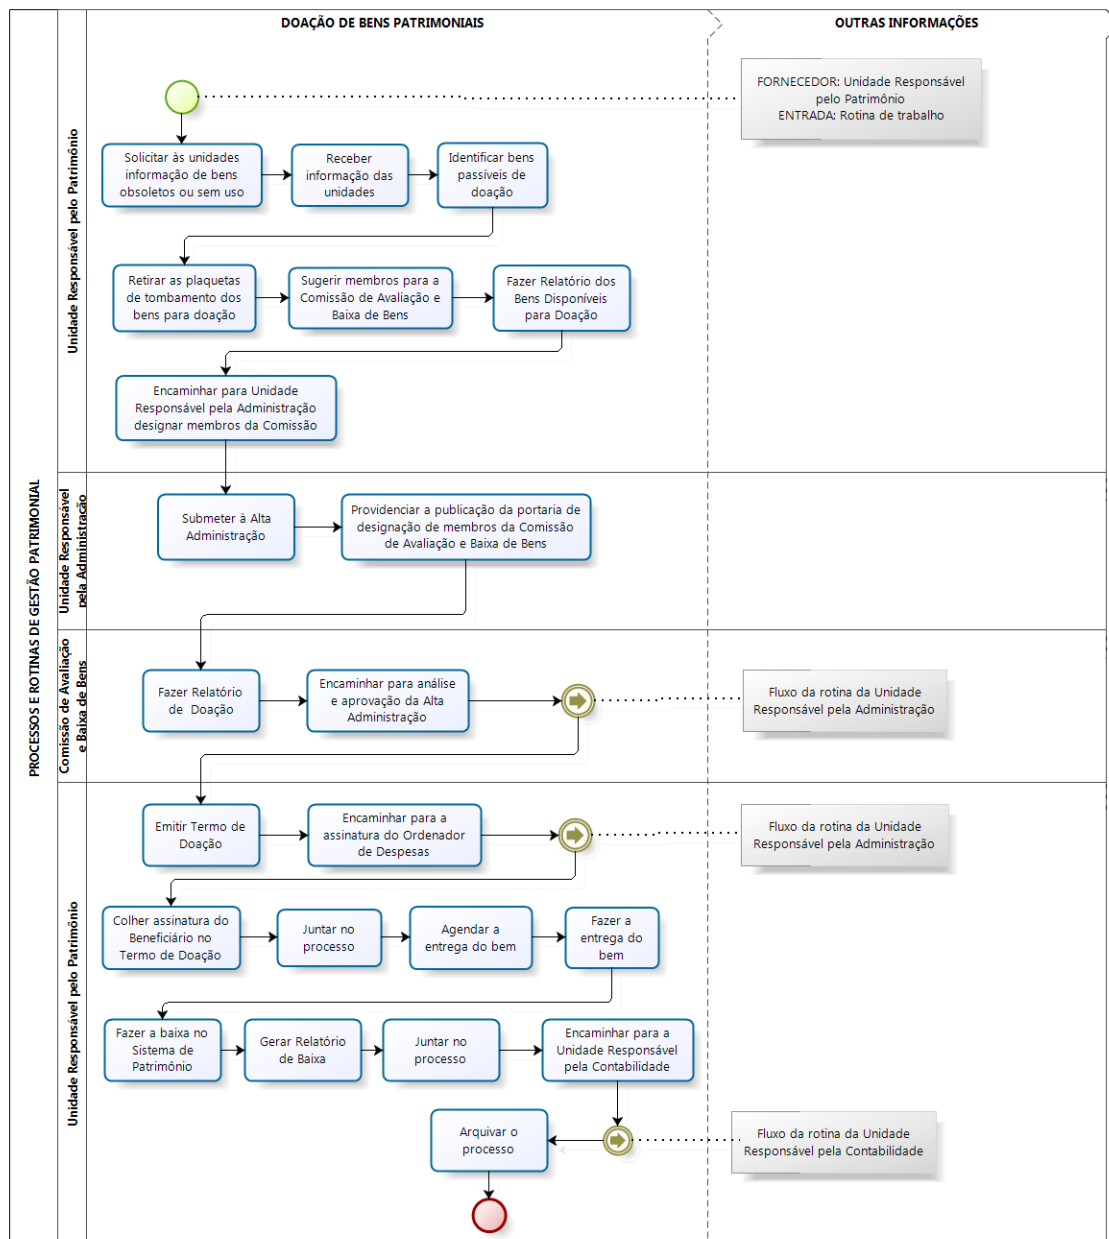 DOAÇÃO DE BENS PATRIMONIAIS
OUTRAS INFORMAÇÕES
PROCESSOS E ROTINAS DE GESTÃO PATRIMONIAL
Unidade Responsável pelo Patrimônio
FORNECEDOR: Unidade Responsável
pelo Patrimônio
ENTRADA: Rotina de trabalho
Solicitar às unidades
informação de bens
obsoletos ou sem uso
Receber
informação das
unidades
Identificar bens
passíveis de
doação
Retirar as plaquetas
de tombamento dos
bens para doação
Sugerir membros para a
Comissão de Avaliação e
Baixa de Bens
Fazer Relatório dos
Bens Disponíveis
para Doação
Encaminhar para Unidade
Responsável pela Administração
designar membros da Comissão
Unidade Responsável
pela Administração
Submeter à Alta
Administração
Providenciar a publicação da portaria de
designação de membros da Comissão
de Avaliação e Baixa de Bens
Comissão de Avaliação
e Baixa de Bens
Fazer Relatório
de Doação
Encaminhar para análise
e aprovação da Alta
Administração
Fluxo da rotina da Unidade
Responsável pela Administração
Unidade Responsável pelo Patrimônio
Emitir Termo de
Doação
Encaminhar para a
assinatura do Ordenador
de Despesas
Fluxo da rotina da Unidade
Responsável pela Administração
Colher assinatura do
Beneficiário no
Termo de Doação
Juntar no
processo
Agendar a
entrega do bem
Fazer a
entrega do
bem
Fazer a baixa no
Sistema de
Patrimônio
Gerar Relatório
de Baixa
Juntar no
processo
Encaminhar para a
Unidade Responsável
pela Contabilidade
Arquivar o
processo
Fluxo da rotina da Unidade
Responsável pela Contabilidade